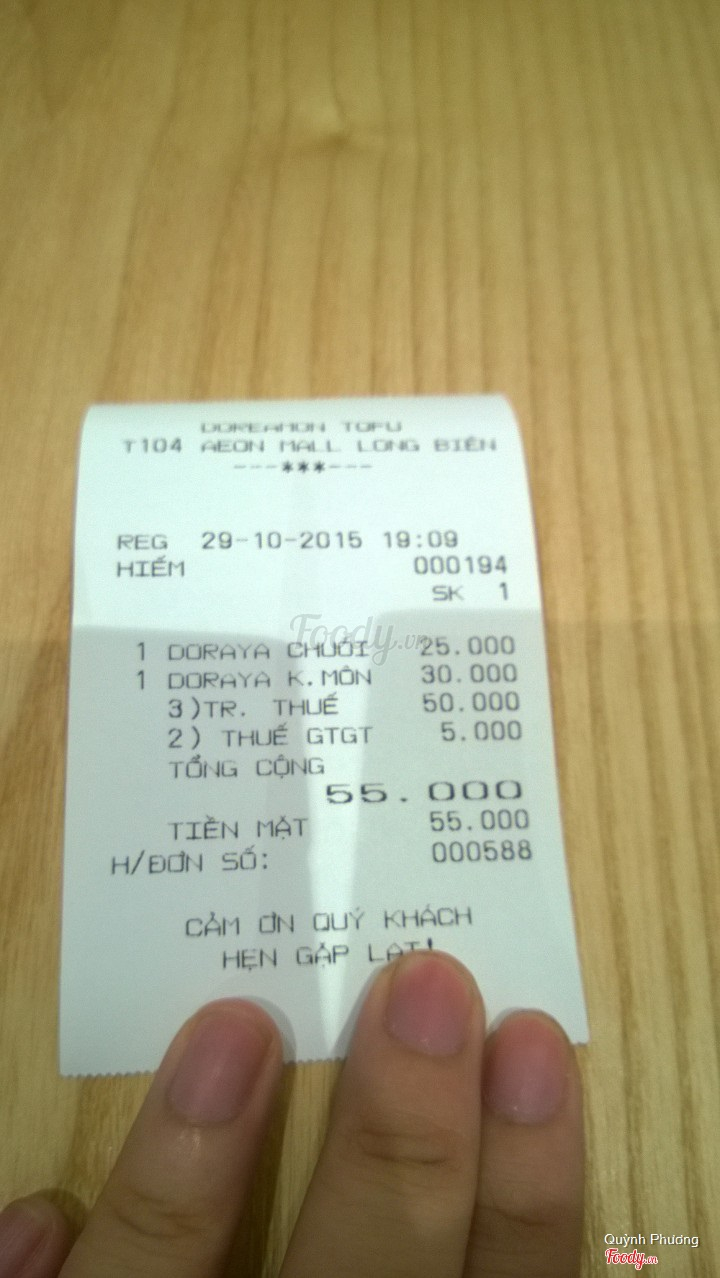 DOREAMON TOFU
T104 AEON MALL LONG BIÊN
---***---
REG 29-10-2015 19:09
HIẾM 000194
SK 1
1 DORAYA CHUỐI 25.000
1 DORAYA K.MÔN 30.000
3)TR. THUẾ 50.000
2) THUẾ GTGT 5.000
TỔNG CỘNG
55.000
TIỀN MẶT 55.000
H/ĐƠN SỐ: 000588
CẢM ƠN QUÝ KHÁCH
HẸN GẶP LẠI!
Foody.vn
Quỳnh Phương
Foody.vn